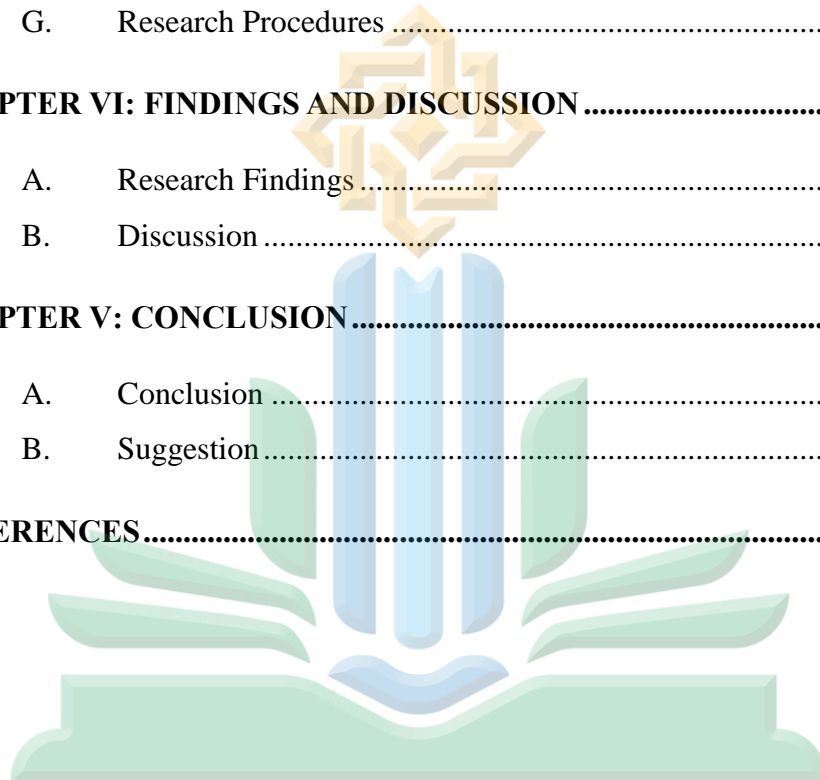 G. Research Procedures ........................................................
PTER VI: FINDINGS AND DISCUSSION ..............................
A. Research Findings ............................................................
B. Discussion ........................................................................
PTER V: CONCLUSION ............................................................
A. Conclusion .......................................................................
B. Suggestion ........................................................................
ERENCES .....................................................................................